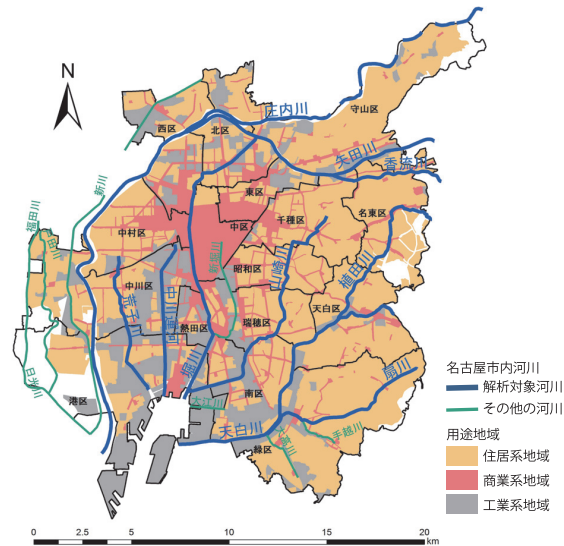 N
庄内川
守山区
西区
北区
矢田川
香流川
新川
東区
福田川
戸田川
中村区
中区
千種区
名東区
新堀川
昭和区
山崎川
植田川
中川区
荒子川
中川運河
熱田区
瑞穂区
天白区
日光川
堀川
扇川
港区
大江川
南区
天白川
手越川
緑区
名古屋市内河川
解析対象河川
その他の河川
用途地域
住居系地域
商業系地域
工業系地域
0 2.5 5 10 15 20
km